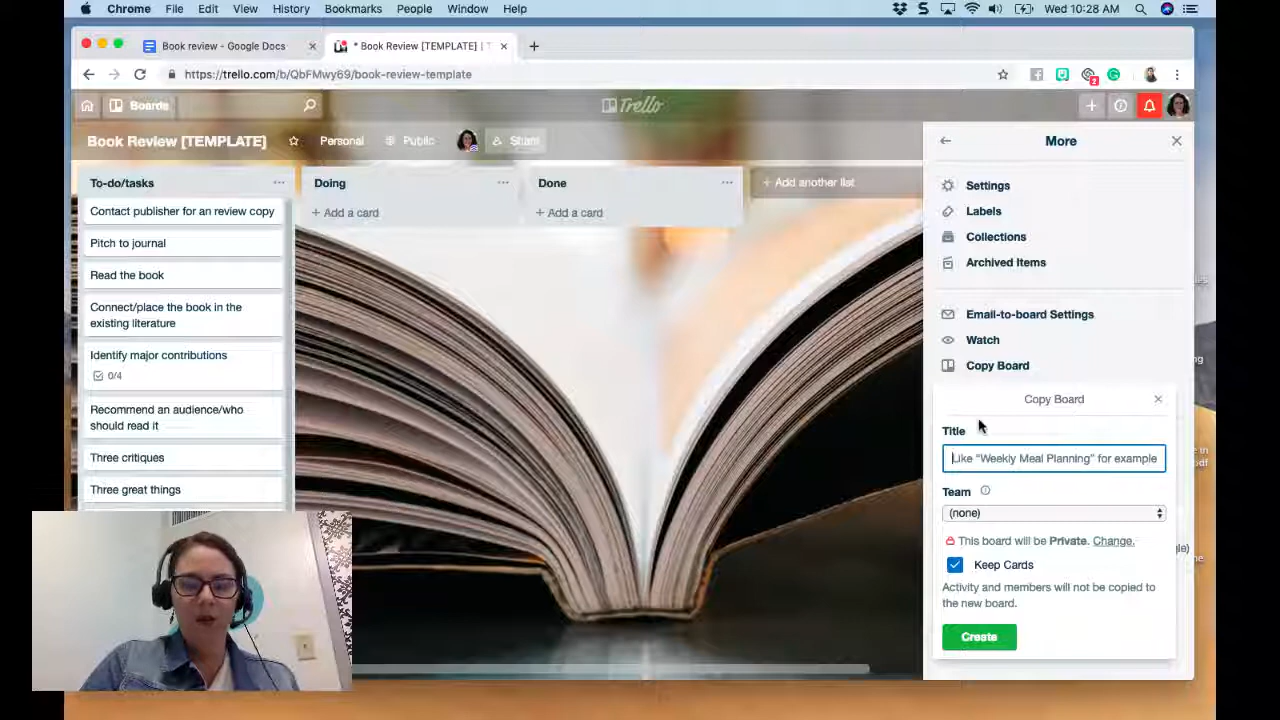 Chrome File Edit View History Bookmarks People Window Help
Wed 10:28 AM
Book review - Google Docs
* Book Review [TEMPLATE] | T
https://trello.com/b/QbFMwy69/book-review-template
2
Boards
Trello
Book Review [TEMPLATE]
Personal
Public
Share
More
To-do/tasks
Doing
Done
+ Add another list
Contact publisher for an review copy
+ Add a card
+ Add a card
Pitch to journal
Read the book
Connect/place the book in the
existing literature
Identify major contributions
0/4
Recommend an audience/who
should read it
Three critiques
Three great things
Settings
Labels
Collections
Archived Items
Email-to-board Settings
Watch
Copy Board
Copy Board
Title
Like “Weekly Meal Planning” for example
Team
(none)
This board will be Private. Change.
Keep Cards
Activity and members will not be copied to
the new board.
Create